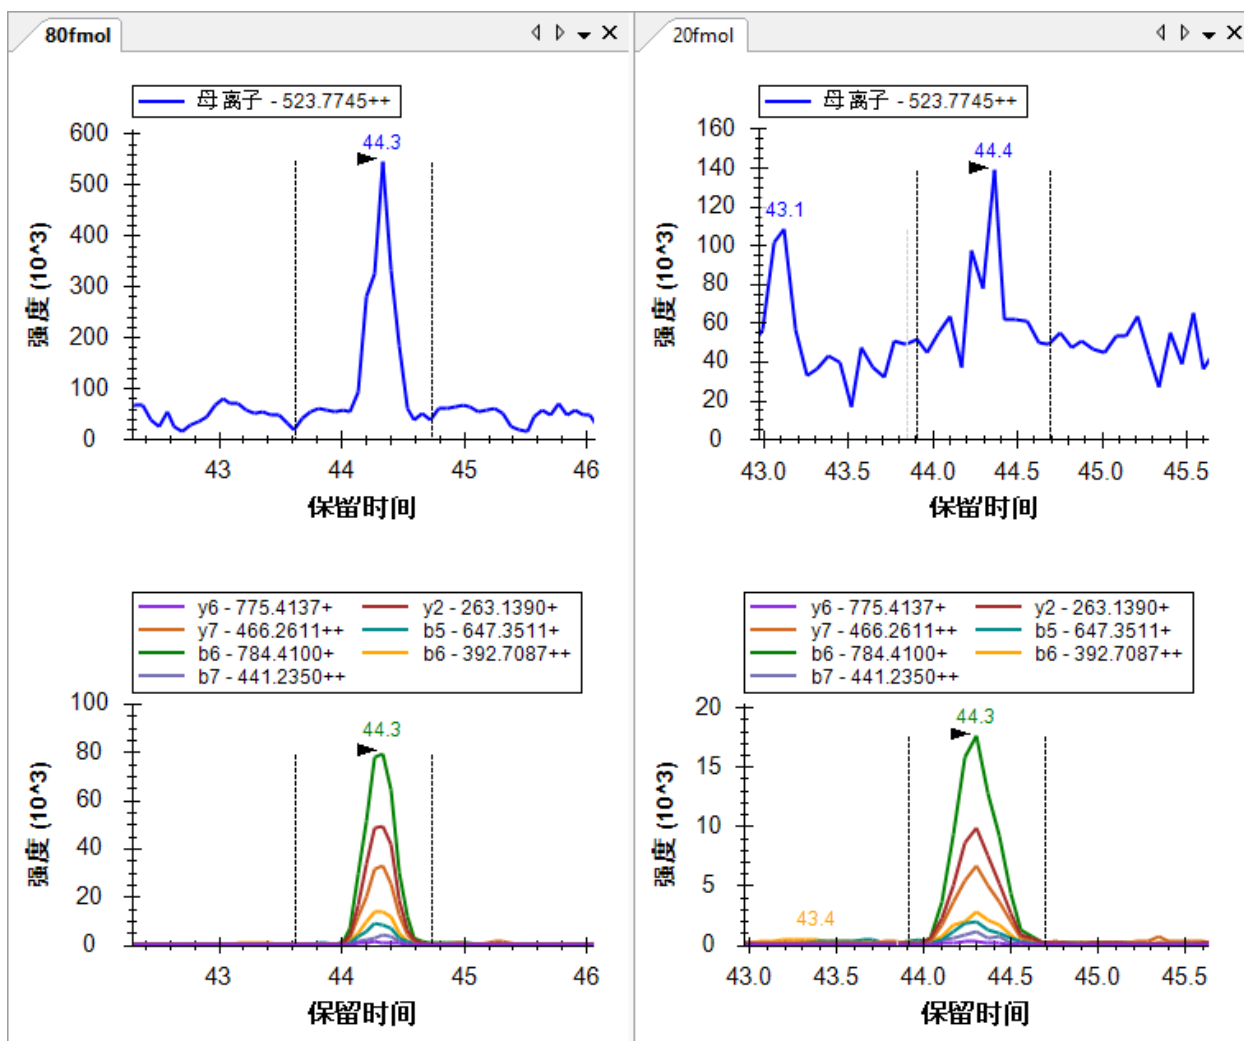 80fmol
母离子 - 523.7745++
600
500
400
300
200
100
0
44.3
强度 (10^3)
43 44 45 46
保留时间
y6 - 775.4137+ y2 - 263.1390+
y7 - 466.2611++ b5 - 647.3511+
b6 - 784.4100+ b6 - 392.7087++
b7 - 441.2350++
100
80
60
40
20
0
44.3
强度 (10^3)
43 44 45 46
保留时间
20fmol
母离子 - 523.7745++
160
140
120
100
80
60
40
20
0
44.4
43.1
强度 (10^3)
43.0 43.5 44.0 44.5 45.0 45.5
保留时间
y6 - 775.4137+ y2 - 263.1390+
y7 - 466.2611++ b5 - 647.3511+
b6 - 784.4100+ b6 - 392.7087++
b7 - 441.2350++
20
15
10
5
0
44.3
43.4
强度 (10^3)
43.0 43.5 44.0 44.5 45.0 45.5
保留时间